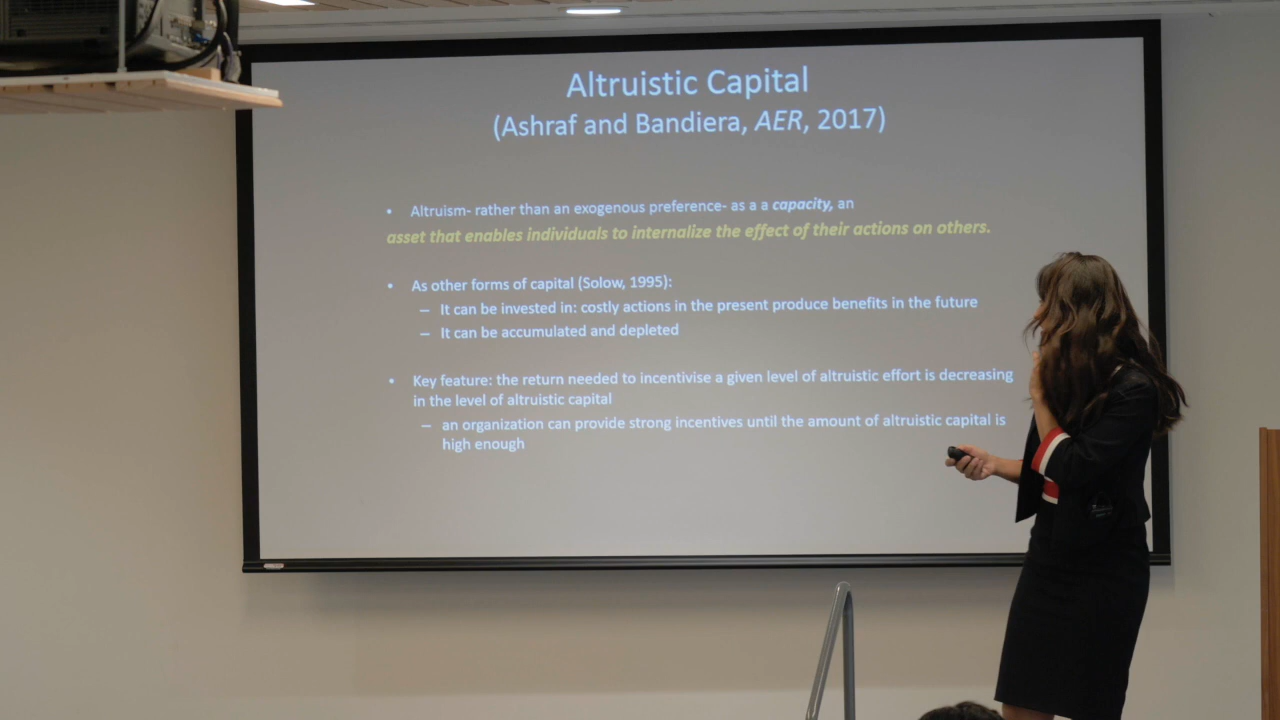 Altruistic Capital
(Ashraf and Bandiera, AER, 2017)
• Altruism- rather than an exogenous preference- as a a capacity, an
asset that enables individuals to internalize the effect of their actions on others.
• As other forms of capital (Solow, 1995):
– It can be invested in: costly actions in the present produce benefits in the future
– It can be accumulated and depleted
• Key feature: the return needed to incentivise a given level of altruistic effort is decreasing
in the level of altruistic capital
– an organization can provide strong incentives until the amount of altruistic capital is
high enough